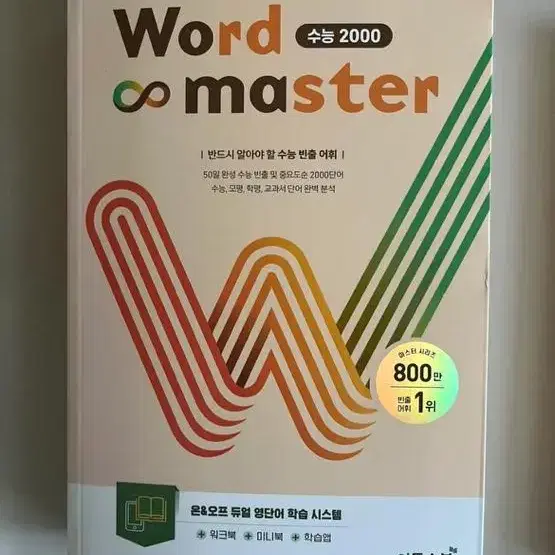 Word 수능 2000
master
| 반드시 알아야 할 수능 빈출 어휘 |
50일 완성 수능 빈출 및 중요도순 2000단어
수능, 모평, 학평, 교과서 단어 완벽 분석
마스터 시리즈
800만
빈출
어휘 1위
온&오프 듀얼 영단어 학습 시스템
+ 워크북 + 미니북 + 학습앱